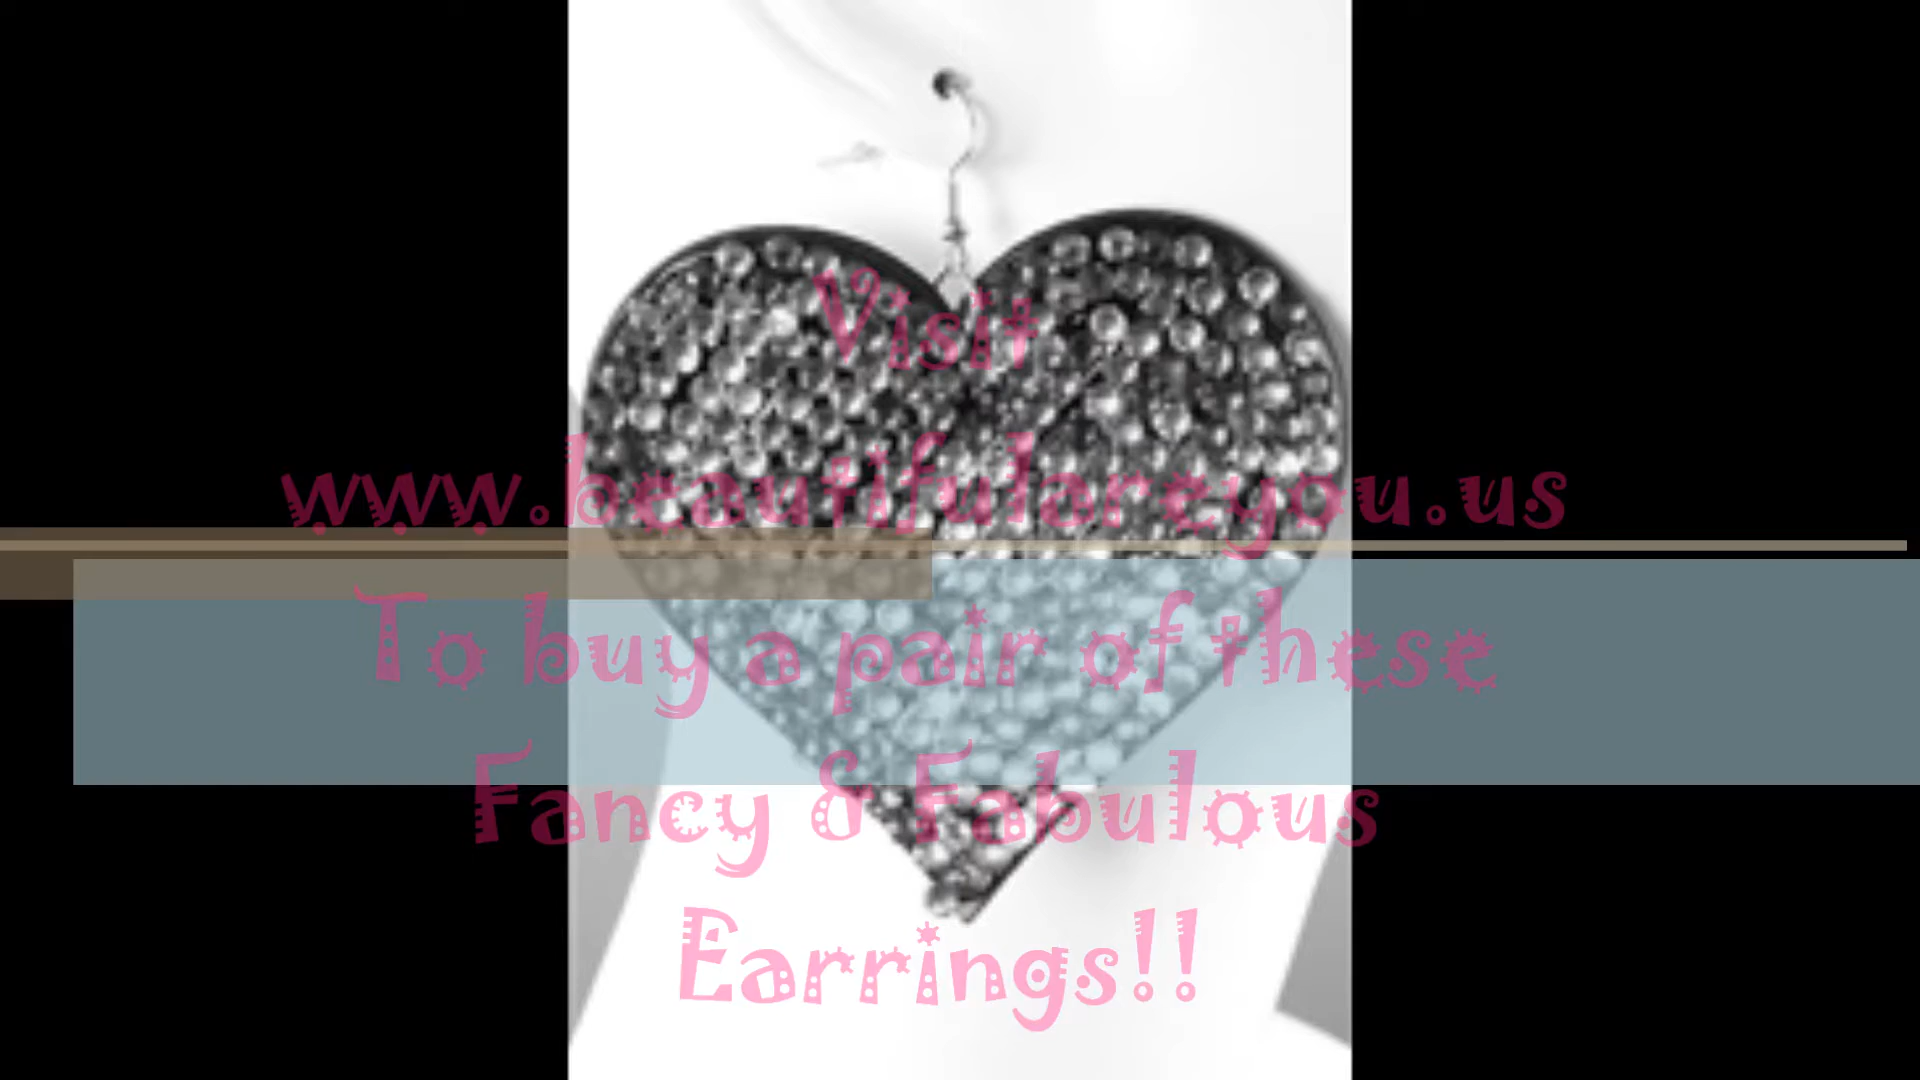 Visit
www.beautifulareyou.us
To buy a pair of these
Fancy & Fabulous
Earrings!!